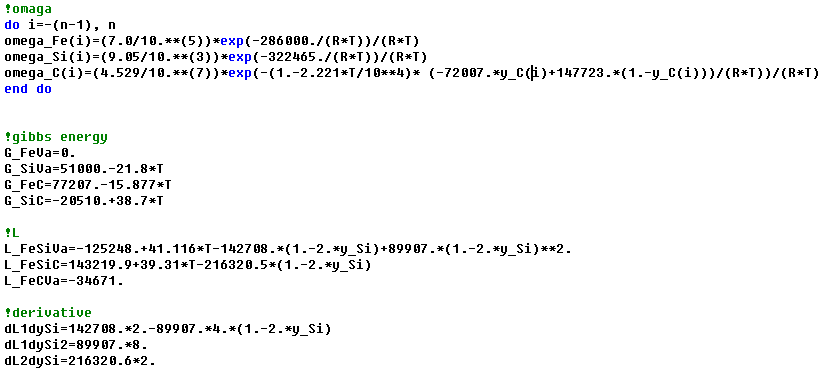 !omaga
do i=-(n-1), n
omega_Fe(i)=(7.0/10.**(5))*exp(-286000./(R*T))/(R*T)
omega_Si(i)=(9.05/10.**(3))*exp(-322465./(R*T))/(R*T)
omega_C(i)=(4.529/10.**(7))*exp(-(1.-2.221*T/10**4)* (-72007.*y_C(i)+147723.*(1.-y_C(i)))/(R*T))/(R*T)
end do
!gibbs energy
G_FeVa=0.
G_SiVa=51000.-21.8*T
G_FeC=77207.-15.877*T
G_SiC=-20510.+38.7*T
!L
L_FeSiVa=-125248.+41.116*T-142708.*(1.-2.*y_Si)+89907.*(1.-2.*y_Si)**2.
L_FeSiC=143219.9+39.31*T-216320.5*(1.-2.*y_Si)
L_FeCVa=-34671.
!derivative
dL1dySi=142708.*2.-89907.*4.*(1.-2.*y_Si)
dL1dySi2=89907.*8.
dL2dySi=216320.6*2.